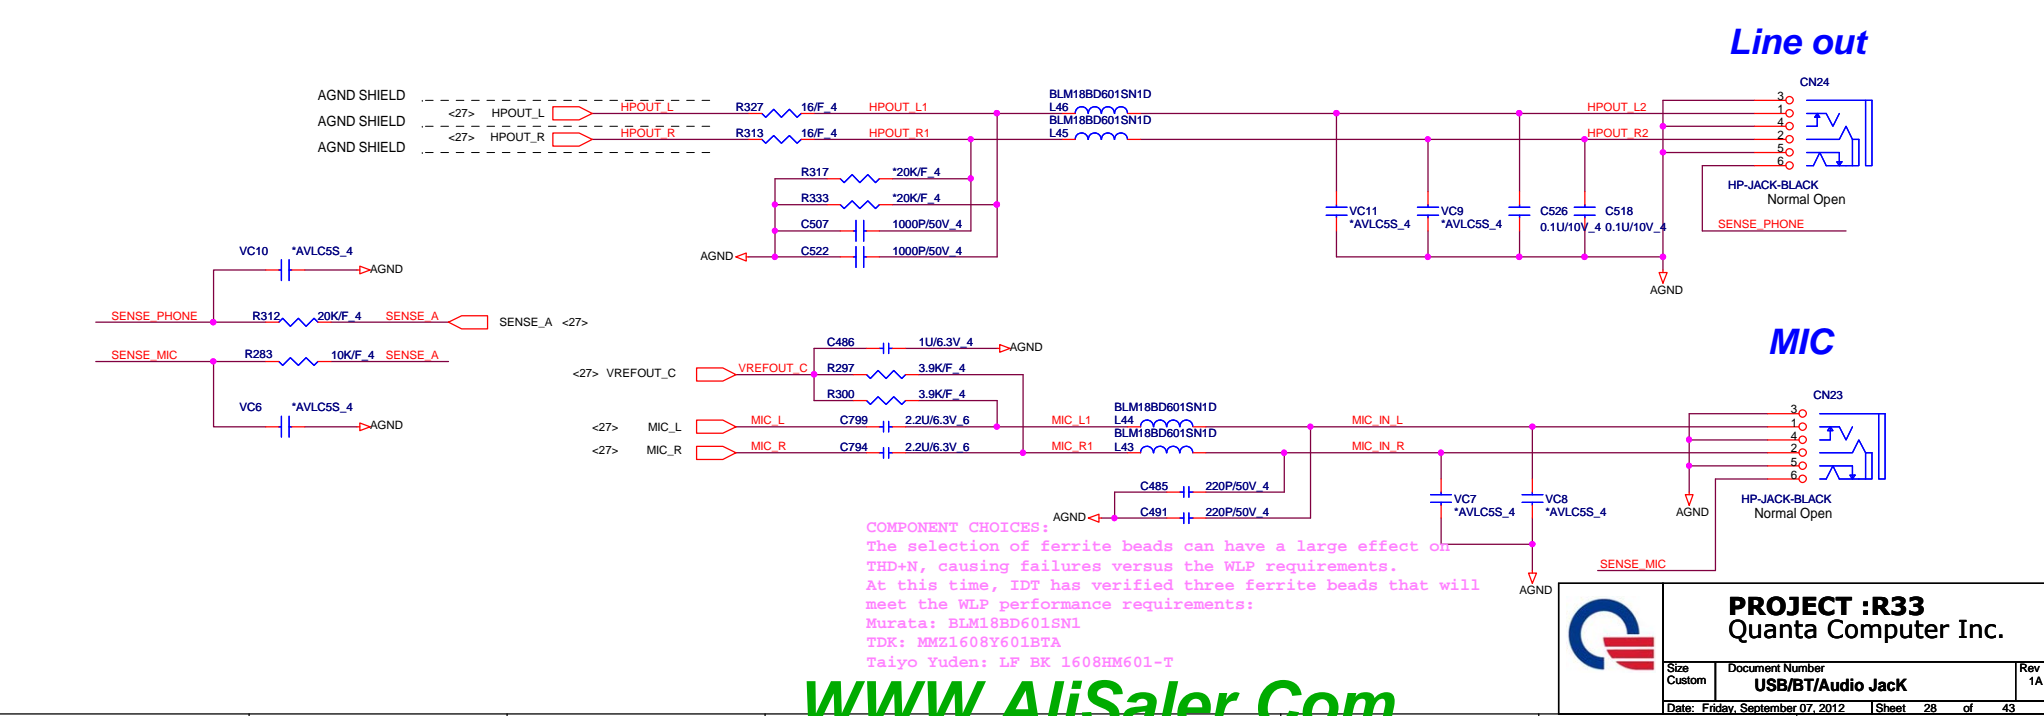 Line out
CN24
AGND SHIELD
<27> HPOUT_L HPOUT_L R327 16/F_4 HPOUT_L1 BLM18BD601SN1D L46 HPOUT_L2
AGND SHIELD
<27> HPOUT_R HPOUT_R R313 16/F_4 HPOUT_R1 BLM18BD601SN1D L45 HPOUT_R2
AGND SHIELD
3
1
4
2
5
6
HP-JACK-BLACK
Normal Open
SENSE_PHONE
R317 *20K/F_4
R333 *20K/F_4
C507 1000P/50V_4
C522 1000P/50V_4
AGND
VC11
*AVLC5S_4
VC9
*AVLC5S_4
C526
0.1U/10V_4
C518
0.1U/10V_4
AGND
VC10 *AVLC5S_4
AGND
SENSE_PHONE R312 20K/F_4 SENSE_A SENSE_A <27>
SENSE_MIC R283 10K/F_4 SENSE_A
VC6 *AVLC5S_4
AGND
MIC
CN23
C486 1U/6.3V_4 AGND
<27> VREFOUT_C VREFOUT_C R297 3.9K/F_4
R300 3.9K/F_4
<27> MIC_L MIC_L C799 2.2U/6.3V_6 MIC_L1 BLM18BD601SN1D L44 MIC_IN_L
<27> MIC_R MIC_R C794 2.2U/6.3V_6 MIC_R1 BLM18BD601SN1D L43 MIC_IN_R
3
1
4
2
5
6
HP-JACK-BLACK
Normal Open
AGND
SENSE_MIC
C485 220P/50V_4
AGND C491 220P/50V_4
VC7
*AVLC5S_4
VC8
*AVLC5S_4
AGND
COMPONENT CHOICES:
The selection of ferrite beads can have a large effect on
THD+N, causing failures versus the WLP requirements.
At this time, IDT has verified three ferrite beads that will
meet the WLP performance requirements:
Murata: BLM18BD601SN1
TDK: MMZ1608Y601BTA
Taiyo Yuden: LF BK 1608HM601-T
WWW.AliSaler.Com
PROJECT :R33
Quanta Computer Inc.
Size Document Number Rev
Custom USB/BT/Audio JacK 1A
Date: Friday, September 07, 2012 Sheet 28 of 43